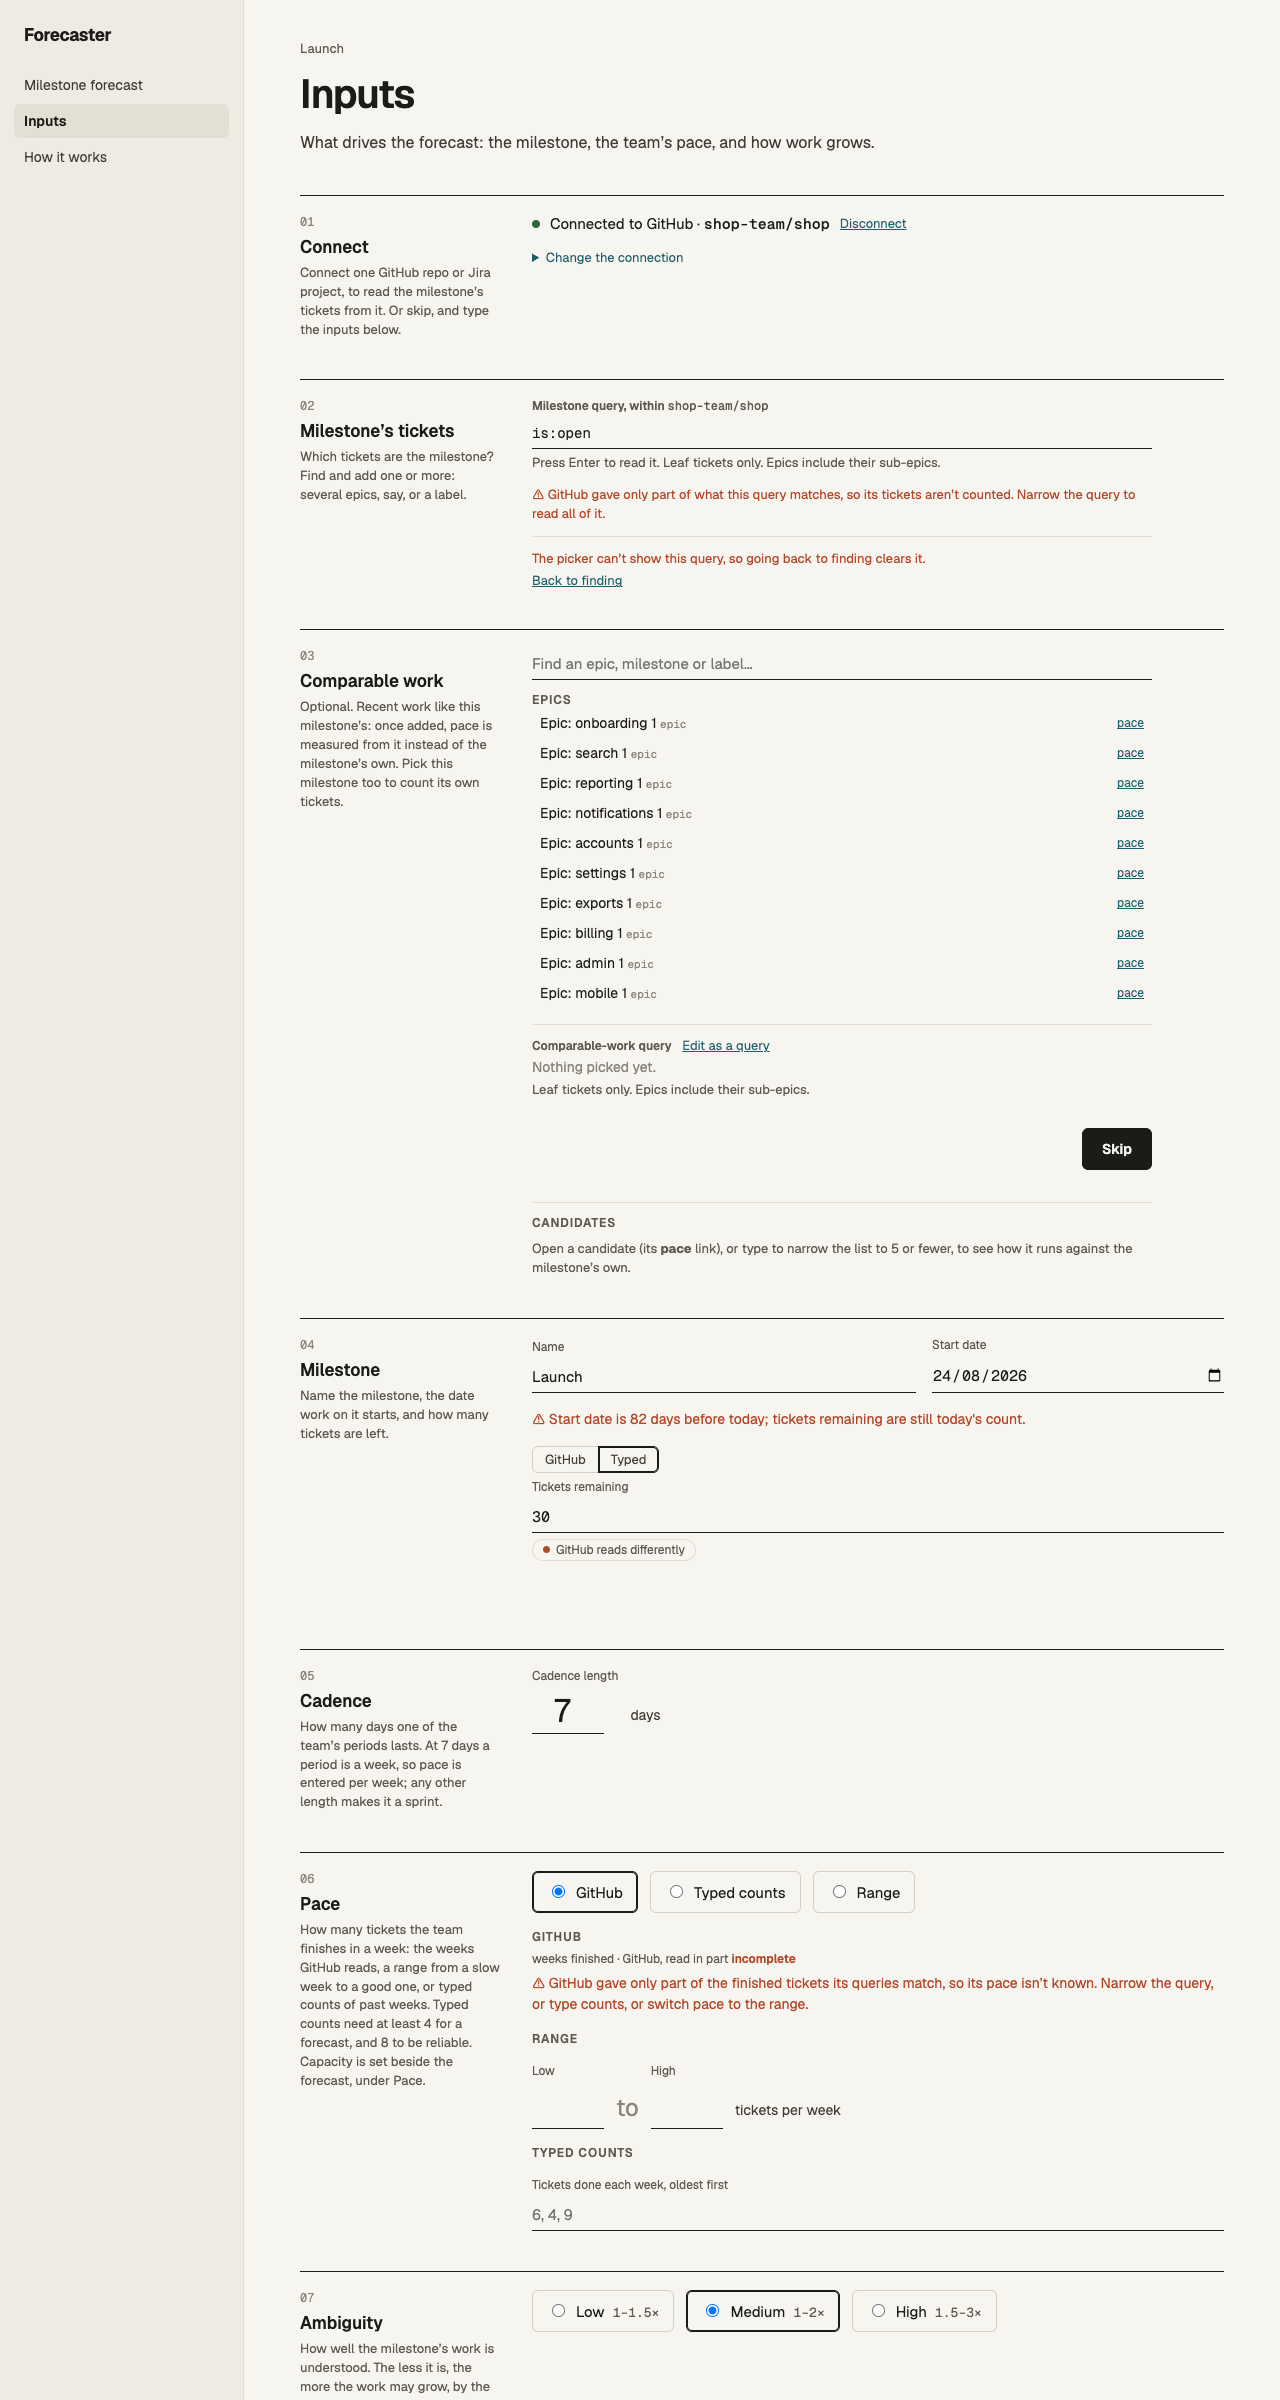 Forecaster
Milestone forecast
Inputs
How it works
Launch
Inputs
What drives the forecast: the milestone, the team’s pace, and how work grows.
01
Connect
Connect one GitHub repo or Jira
project, to read the milestone’s
tickets from it. Or skip, and type
the inputs below.
Connected to GitHub · shop-team/shop Disconnect
Change the connection
02
Milestone’s tickets
Which tickets are the milestone?
Find and add one or more:
several epics, say, or a label.
Milestone query, within shop-team/shop
is:open
Press Enter to read it. Leaf tickets only. Epics include their sub-epics.
⚠ GitHub gave only part of what this query matches, so its tickets aren’t counted. Narrow the query to
read all of it.
The picker can’t show this query, so going back to finding clears it.
Back to finding
03
Comparable work
Optional. Recent work like this
milestone’s: once added, pace is
measured from it instead of the
milestone’s own. Pick this
milestone too to count its own
tickets.
Find an epic, milestone or label…
EPICS
Epic: onboarding 1 epic pace
Epic: search 1 epic pace
Epic: reporting 1 epic pace
Epic: notifications 1 epic pace
Epic: accounts 1 epic pace
Epic: settings 1 epic pace
Epic: exports 1 epic pace
Epic: billing 1 epic pace
Epic: admin 1 epic pace
Epic: mobile 1 epic pace
Comparable-work query Edit as a query
Nothing picked yet.
Leaf tickets only. Epics include their sub-epics.
Skip
CANDIDATES
Open a candidate (its pace link), or type to narrow the list to 5 or fewer, to see how it runs against the
milestone’s own.
04
Milestone
Name the milestone, the date
work on it starts, and how many
tickets are left.
Name
Launch
Start date
24/08/2026
⚠ Start date is 82 days before today; tickets remaining are still today’s count.
GitHub Typed
Tickets remaining
30
GitHub reads differently
05
Cadence
How many days one of the
team’s periods lasts. At 7 days a
period is a week, so pace is
entered per week; any other
length makes it a sprint.
Cadence length
7 days
06
Pace
How many tickets the team
finishes in a week: the weeks
GitHub reads, a range from a slow
week to a good one, or typed
counts of past weeks. Typed
counts need at least 4 for a
forecast, and 8 to be reliable.
Capacity is set beside the
forecast, under Pace.
GitHub Typed counts Range
GITHUB
weeks finished · GitHub, read in part incomplete
⚠ GitHub gave only part of the finished tickets its queries match, so its pace isn’t known. Narrow the query,
or type counts, or switch pace to the range.
RANGE
Low High
to tickets per week
TYPED COUNTS
Tickets done each week, oldest first
6, 4, 9
07
Ambiguity
How well the milestone’s work is
understood. The less it is, the
more the work may grow, by the
Low 1–1.5× Medium 1–2× High 1.5–3×